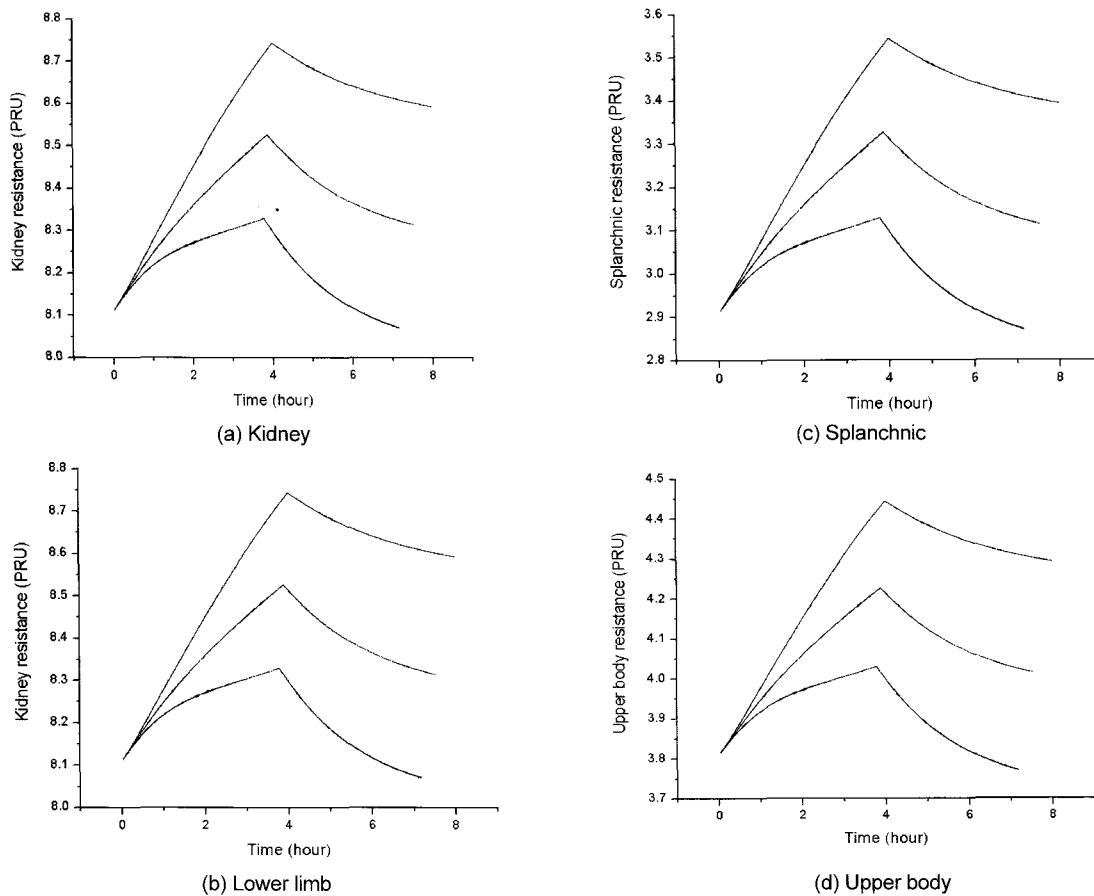 Kidney resistance (PRU)
8.8
8.7
8.6
8.5
8.4
8.3
8.2
8.1
8.0
0 2 4 6 8
Time (hour)
(a) Kidney
Splanchnic resistance (PRU)
3.6
3.5
3.4
3.3
3.2
3.1
3.0
2.9
2.8
0 2 4 6 8
Time (hour)
(c) Splanchnic
Kidney resistance (PRU)
8.8
8.7
8.6
8.5
8.4
8.3
8.2
8.1
8.0
0 2 4 6 8
Time (hour)
(b) Lower limb
Upper body resistance (PRU)
4.5
4.4
4.3
4.2
4.1
4.0
3.9
3.8
3.7
0 2 4 6 8
Time (hour)
(d) Upper body